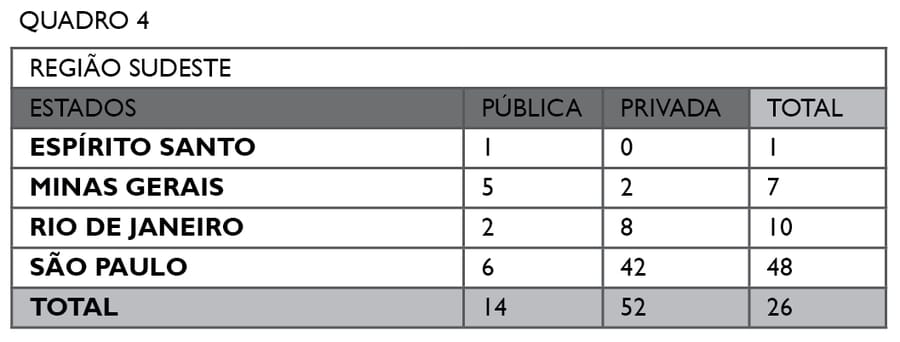 QUADRO 4
REGIÃO SUDESTE
ESTADOS PÚBLICA PRIVADA TOTAL
ESPÍRITO SANTO 1 0 1
MINAS GERAIS 5 2 7
RIO DE JANEIRO 2 8 10
SÃO PAULO 6 42 48
TOTAL 14 52 26